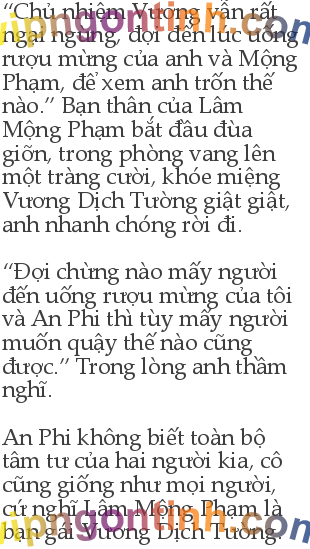 “Chủ nhiệm Vương vẫn rất
ngại ngùng, đợi đến lúc uống
rượu mừng của anh và Mộng
Phạm, để xem anh trốn thế
nào.” Bạn thân của Lâm
Mộng Phạm bắt đầu đùa
giỡn, trong phòng vang lên
một tràng cười, khóe miệng
Vương Dịch Tường giật giật,
anh nhanh chóng rời đi.
“Đợi chừng nào mấy người
đến uống rượu mừng của tôi
và An Phi thì tùy mấy người
muốn quậy thế nào cũng
được.” Trong lòng anh thầm
nghĩ.
An Phi không biết toàn bộ
tâm tư của hai người kia, cô
cũng giống như mọi người,
cứ nghĩ Lâm Mộng Phạm là
bạn gái Vương Dịch Tường.
vipngontinh.com
vipngontinh.com